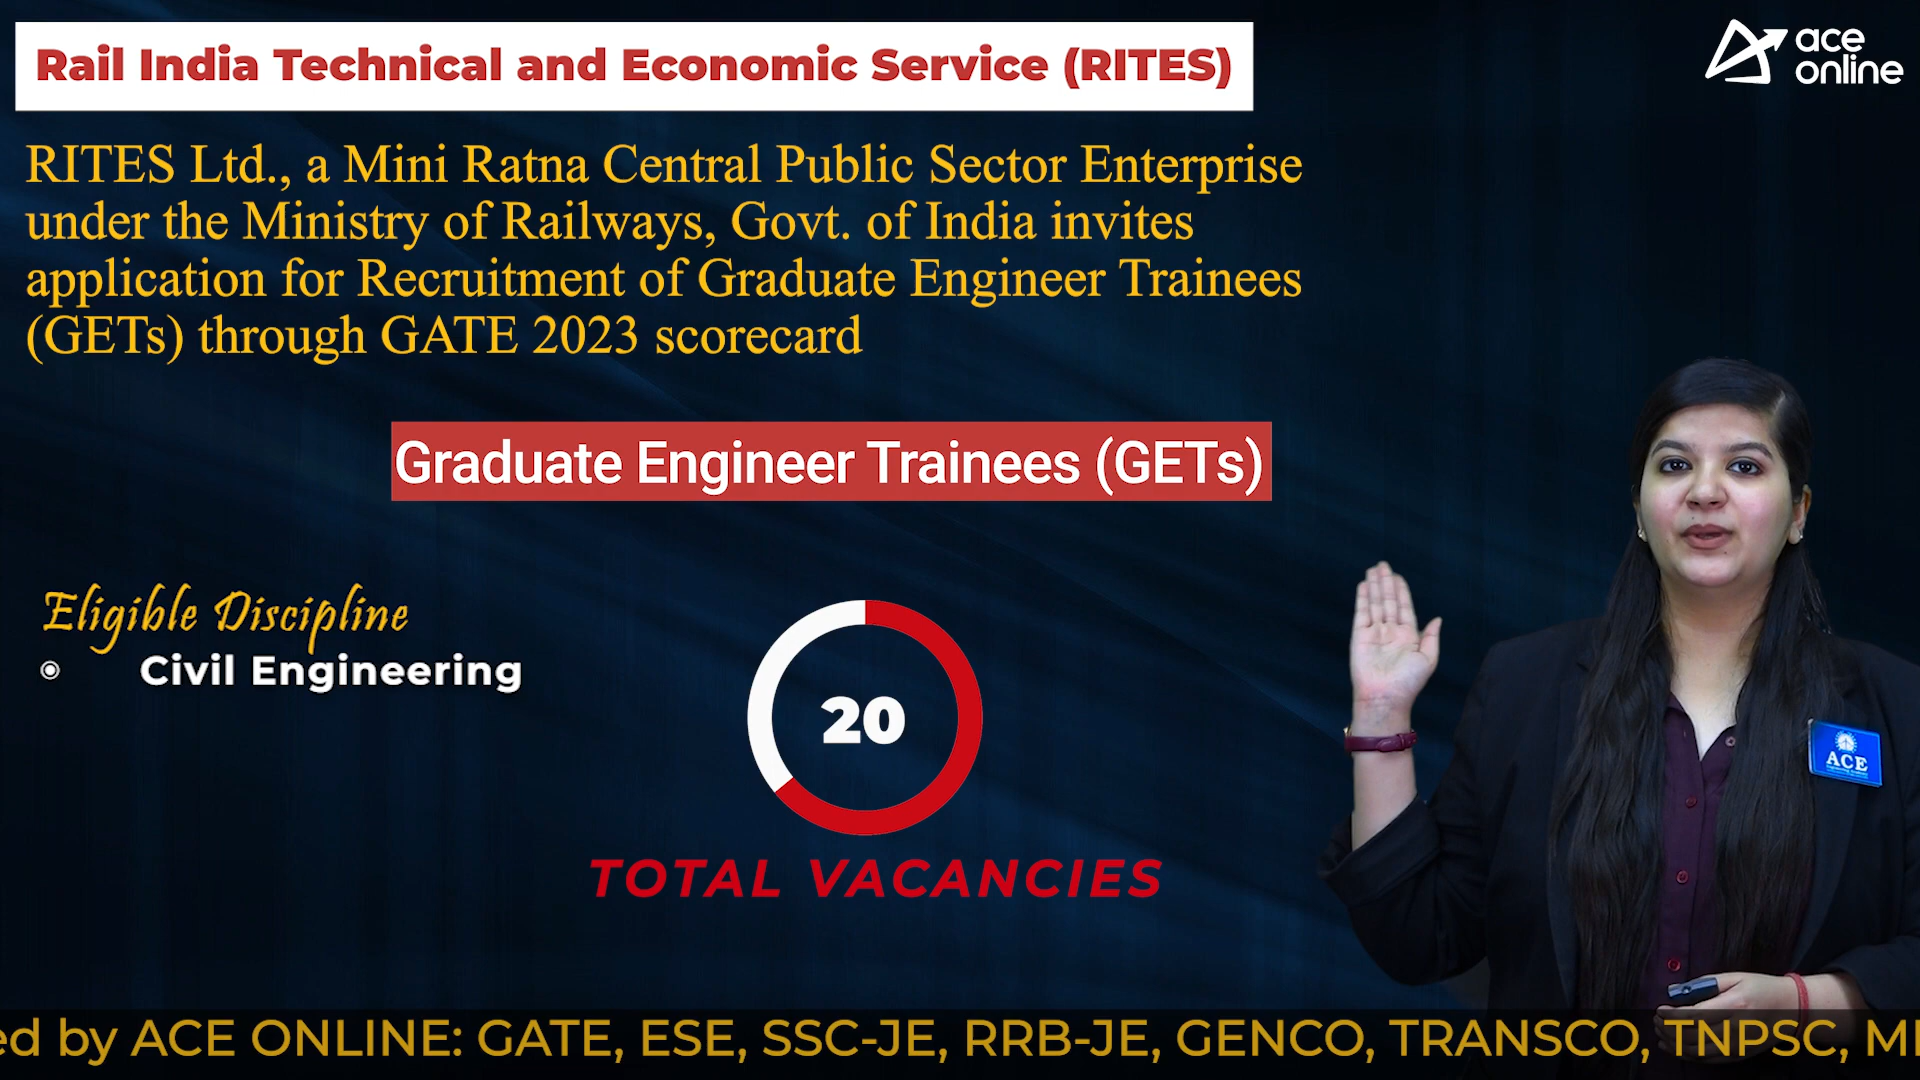 Rail India Technical and Economic Service (RITES)
ace
online
RITES Ltd., a Mini Ratna Central Public Sector Enterprise
under the Ministry of Railways, Govt. of India invites
application for Recruitment of Graduate Engineer Trainees
(GETs) through GATE 2023 scorecard
Graduate Engineer Trainees (GETs)
Eligible Discipline
Civil Engineering
20
TOTAL VACANCIES
ACE
by ACE ONLINE: GATE, ESE, SSC-JE, RRB-JE, GENCO, TRANSCO, TNPSC,